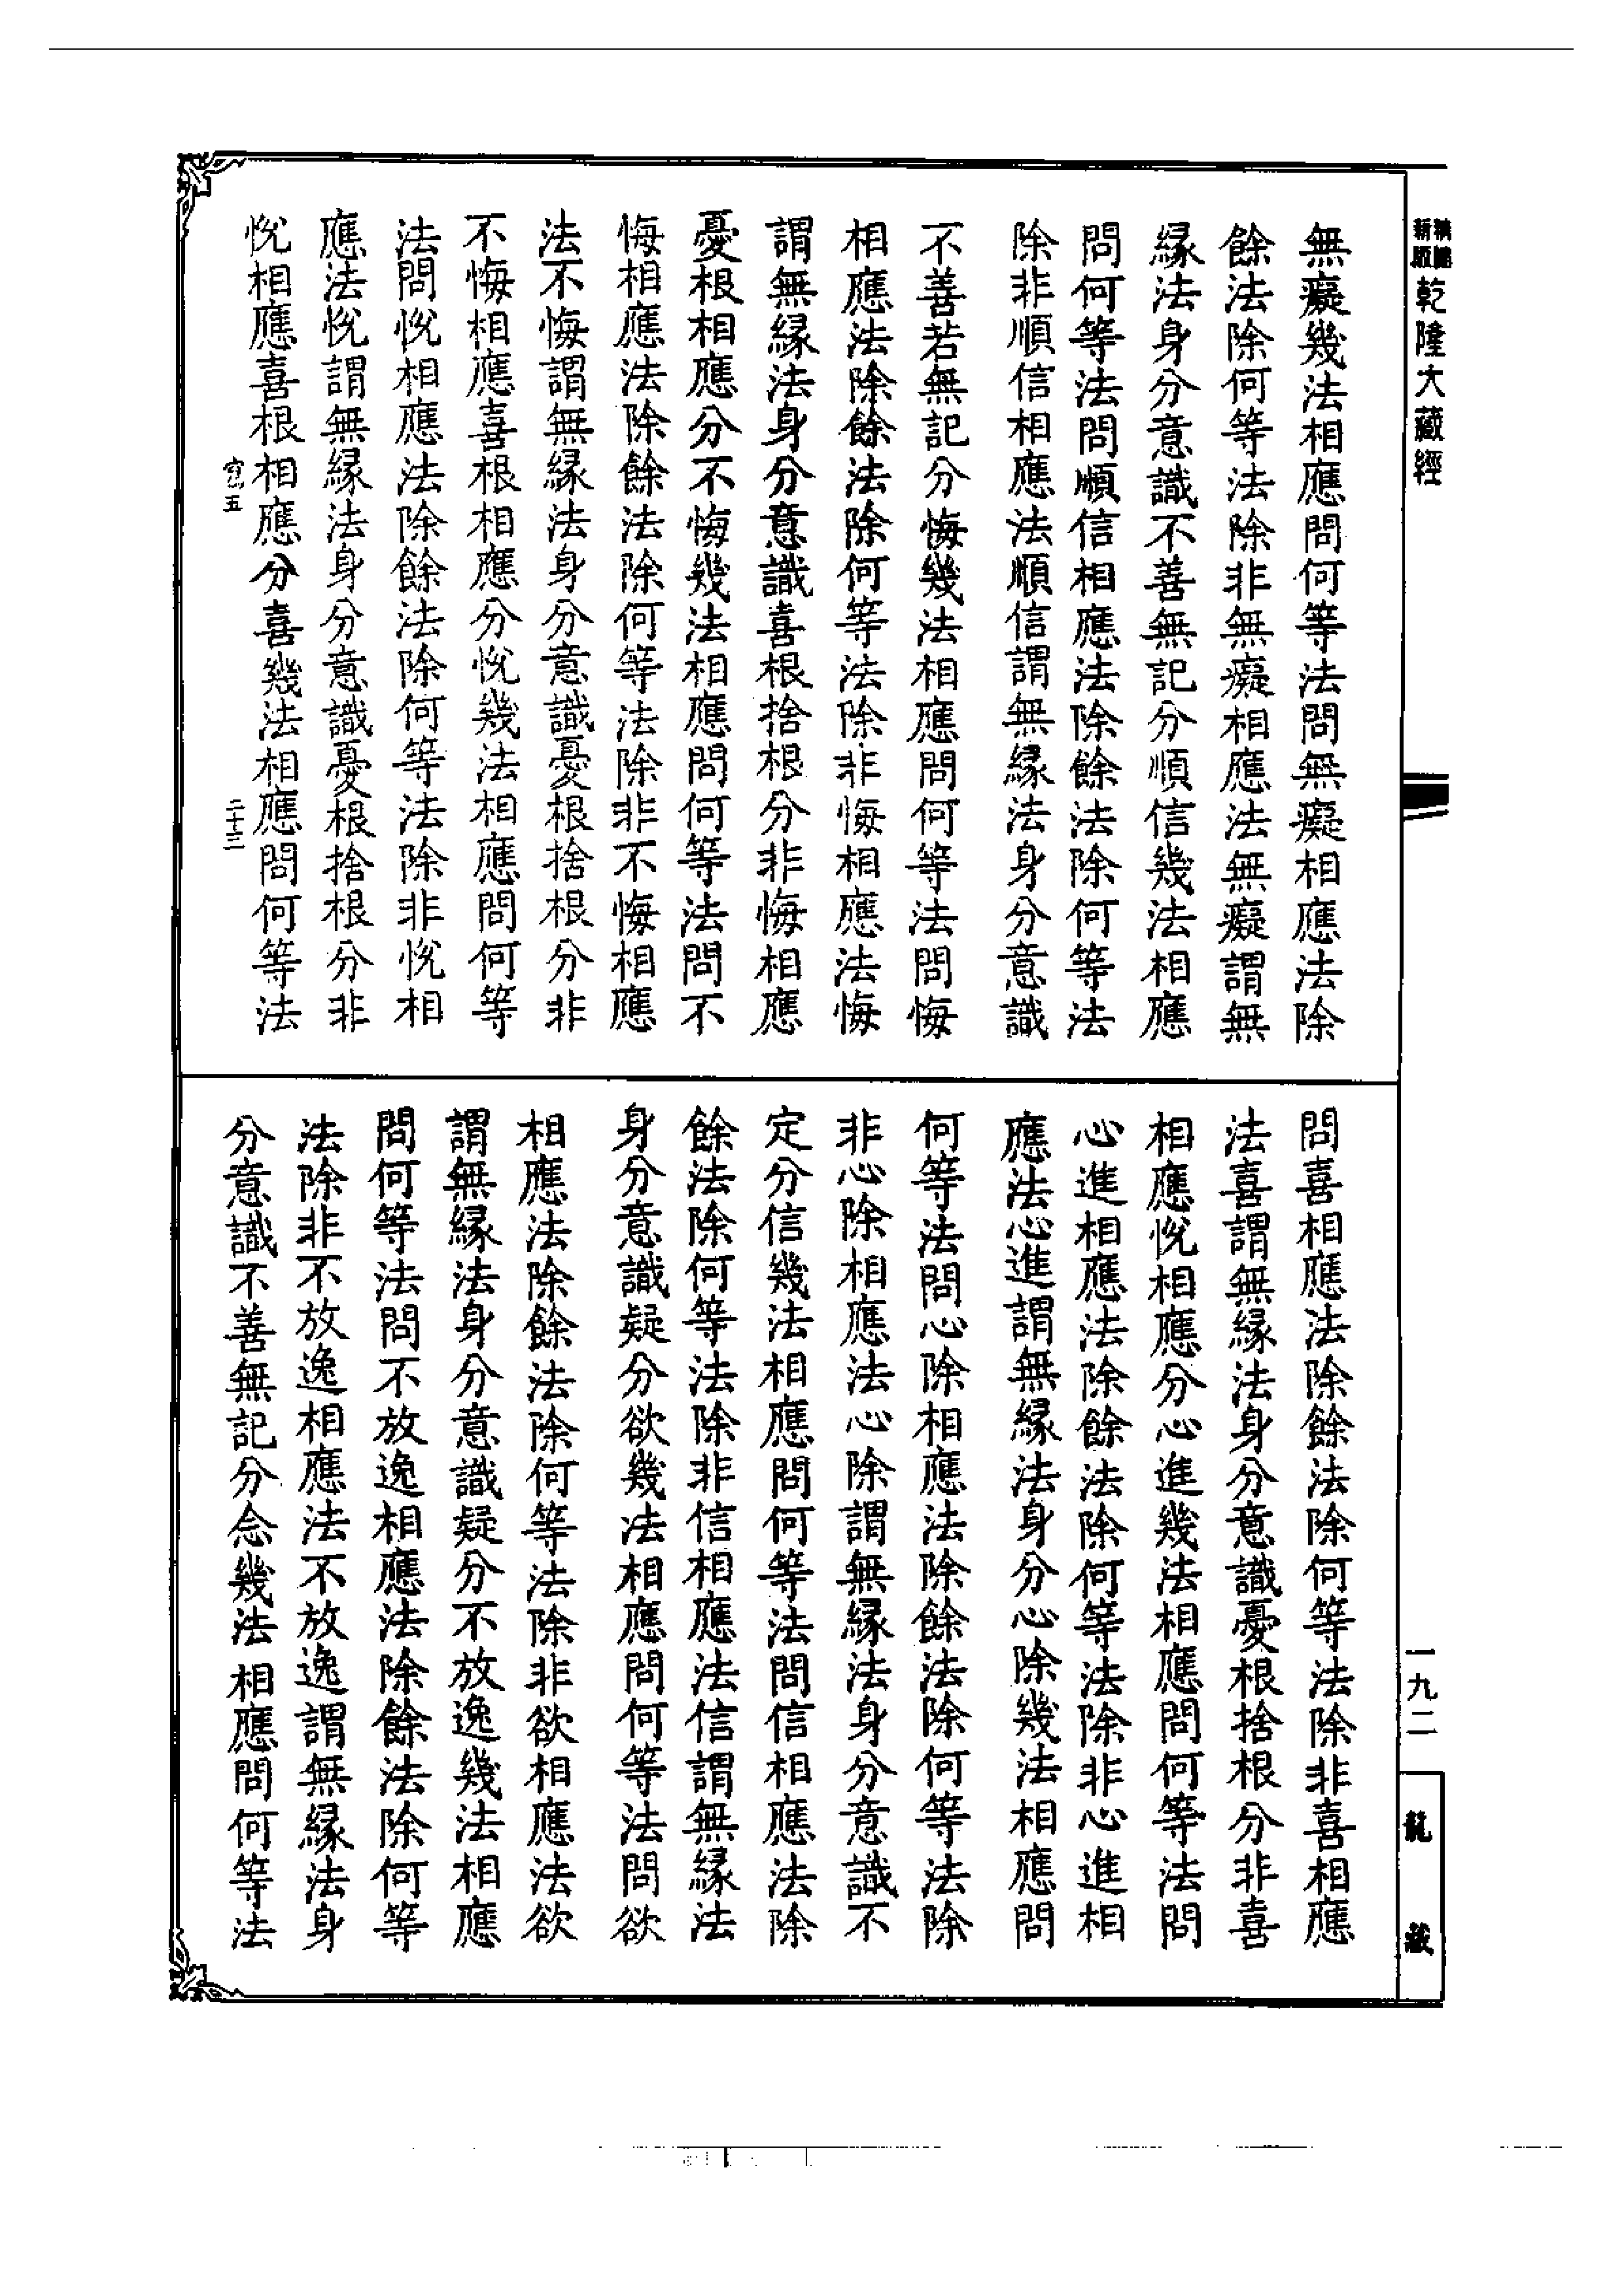 乾隆大藏經
無癡幾法相應問何等法問無癡相應法除
餘法除何等法除非無癡相應法無癡謂無
緣法身分意識不善無記分順信幾法相應
問何等法問順信相應法除餘法除何等法
除非順信相應法順信謂無緣法身分意識
不善若無記分悔幾法相應問何等法問悔
相應法除餘法除何等法除非悔相應法悔
謂無緣法身分意識喜根捨根分非悔相應
憂根相應分不悔幾法相應問何等法問不
悔相應法除餘法除何等法除非不悔相應
法不悔謂無緣法身分意識憂根捨根分非
不悔相應喜根相應分悅幾法相應問何等
法問悅相應法除餘法除何等法除非悅相
應法悅謂無緣法身分意識憂根捨根分非
悅相應喜根相應分喜幾法相應問何等法
五
二十三
問喜相應法除餘法除何等法除非喜相應
法喜謂無緣法身分意識憂根捨根分非喜
相應悅相應分心進幾法相應問何等法問
心進相應法除餘法除何等法除非心進相
應法心進謂無緣法身分心除幾法相應問
何等法問心除相應法除餘法除何等法除
非心除相應法心除謂無緣法身分意識不
定分信幾法相應問何等法問信相應法除
餘法除何等法除非信相應法信謂無緣法
身分意識疑分欲幾法相應問何等法問欲
相應法除餘法除何等法除非欲相應法欲
謂無緣法身分意識疑分不放逸幾法相應
問何等法問不放逸相應法除餘法除何等
法除非不放逸相應法不放逸謂無緣法身
分意識不善無記分念幾法相應問何等法
一九二
龍藏